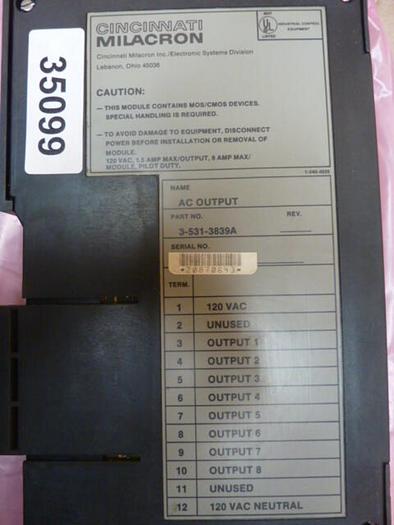 35099
CINCINNATI
MILACRON
Cincinnati Milacron Inc./Electronic Systems Division
Lebanon, Ohio 45036
UL
LISTED
INDUSTRIAL CONTROL
EQUIPMENT
CAUTION:
— THIS MODULE CONTAINS MOS/CMOS DEVICES.
SPECIAL HANDLING IS REQUIRED.
— TO AVOID DAMAGE TO EQUIPMENT, DISCONNECT
POWER BEFORE INSTALLATION OR REMOVAL OF
MODULE.
120 VAC, 1.5 AMP MAX/OUTPUT, 8 AMP MAX/
MODULE, PILOT DUTY.
NAME
AC OUTPUT
PART NO. REV.
3-531-3839A
SERIAL NO.
TERM.
1 120 VAC
2 UNUSED
3 OUTPUT 1
4 OUTPUT 2
5 OUTPUT 3
6 OUTPUT 4
7 OUTPUT 5
8 OUTPUT 6
9 OUTPUT 7
10 OUTPUT 8
11 UNUSED
12 120 VAC NEUTRAL